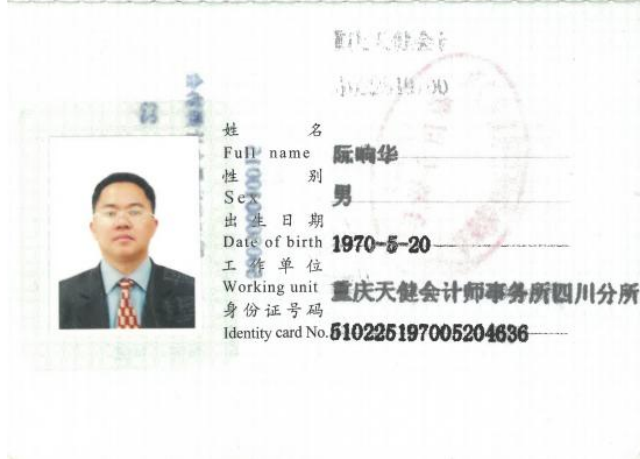 姓 名
Full name 阮响华
性 别
Sex 男
出 生 日 期
Date of birth 1970-5-20
工 作 单 位
Working unit 重庆天健会计师事务所四川分所
身 份 证 号 码
Identity card No. 510225197005204636